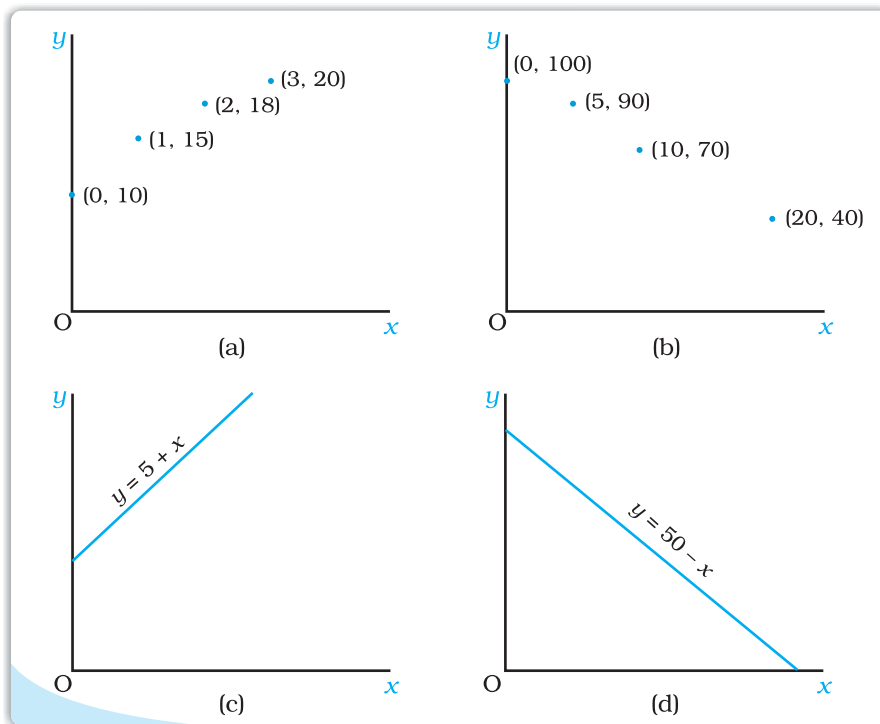 y
(3, 20)
(2, 18)
(1, 15)
(0, 10)
O
x
(a)
y
(0, 100)
(5, 90)
(10, 70)
(20, 40)
O
x
(b)
y
y = 5 + x
O
x
(c)
y
y = 50 – x
O
x
(d)